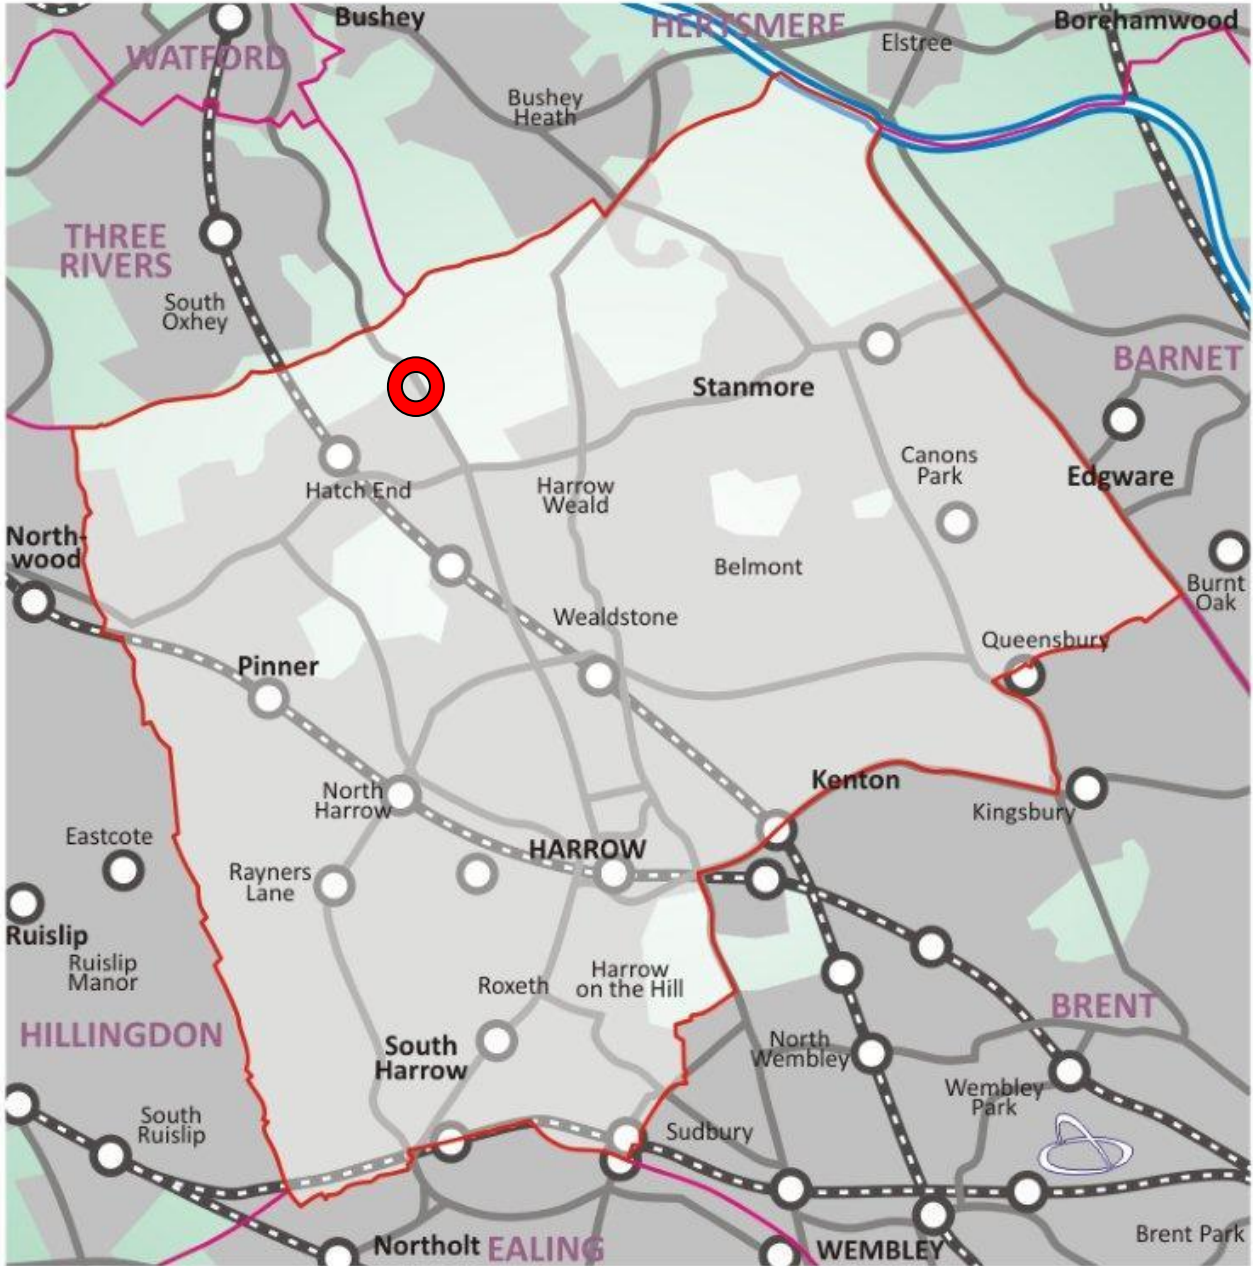 Bushey
HERTSMERE
Borehamwood
WATFORD
Elstree
Bushey
Heath
THREE
RIVERS
South
Oxhey
BARNET
Stanmore
Canons
Park
Edgware
Hatch End
Harrow
Weald
North-
wood
Belmont
Burnt
Oak
Wealdstone
Queensbury
Pinner
Kenton
North
Harrow
Kingsbury
Eastcote
HARROW
Rayners
Lane
Ruislip
Ruislip
Manor
Roxeth
Harrow
on the Hill
BRENT
HILLINGDON
South
Harrow
North
Wembley
Wembley
Park
South
Ruislip
Sudbury
Northolt
EALING
WEMBLEY
Brent Park